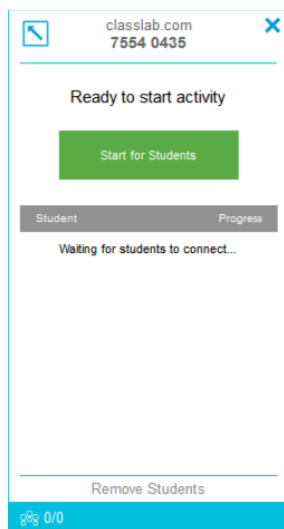 classlab.com
7554 0435
Ready to start activity
Start for Students
Student Progress
Waiting for students to connect...
Remove Students
0/0